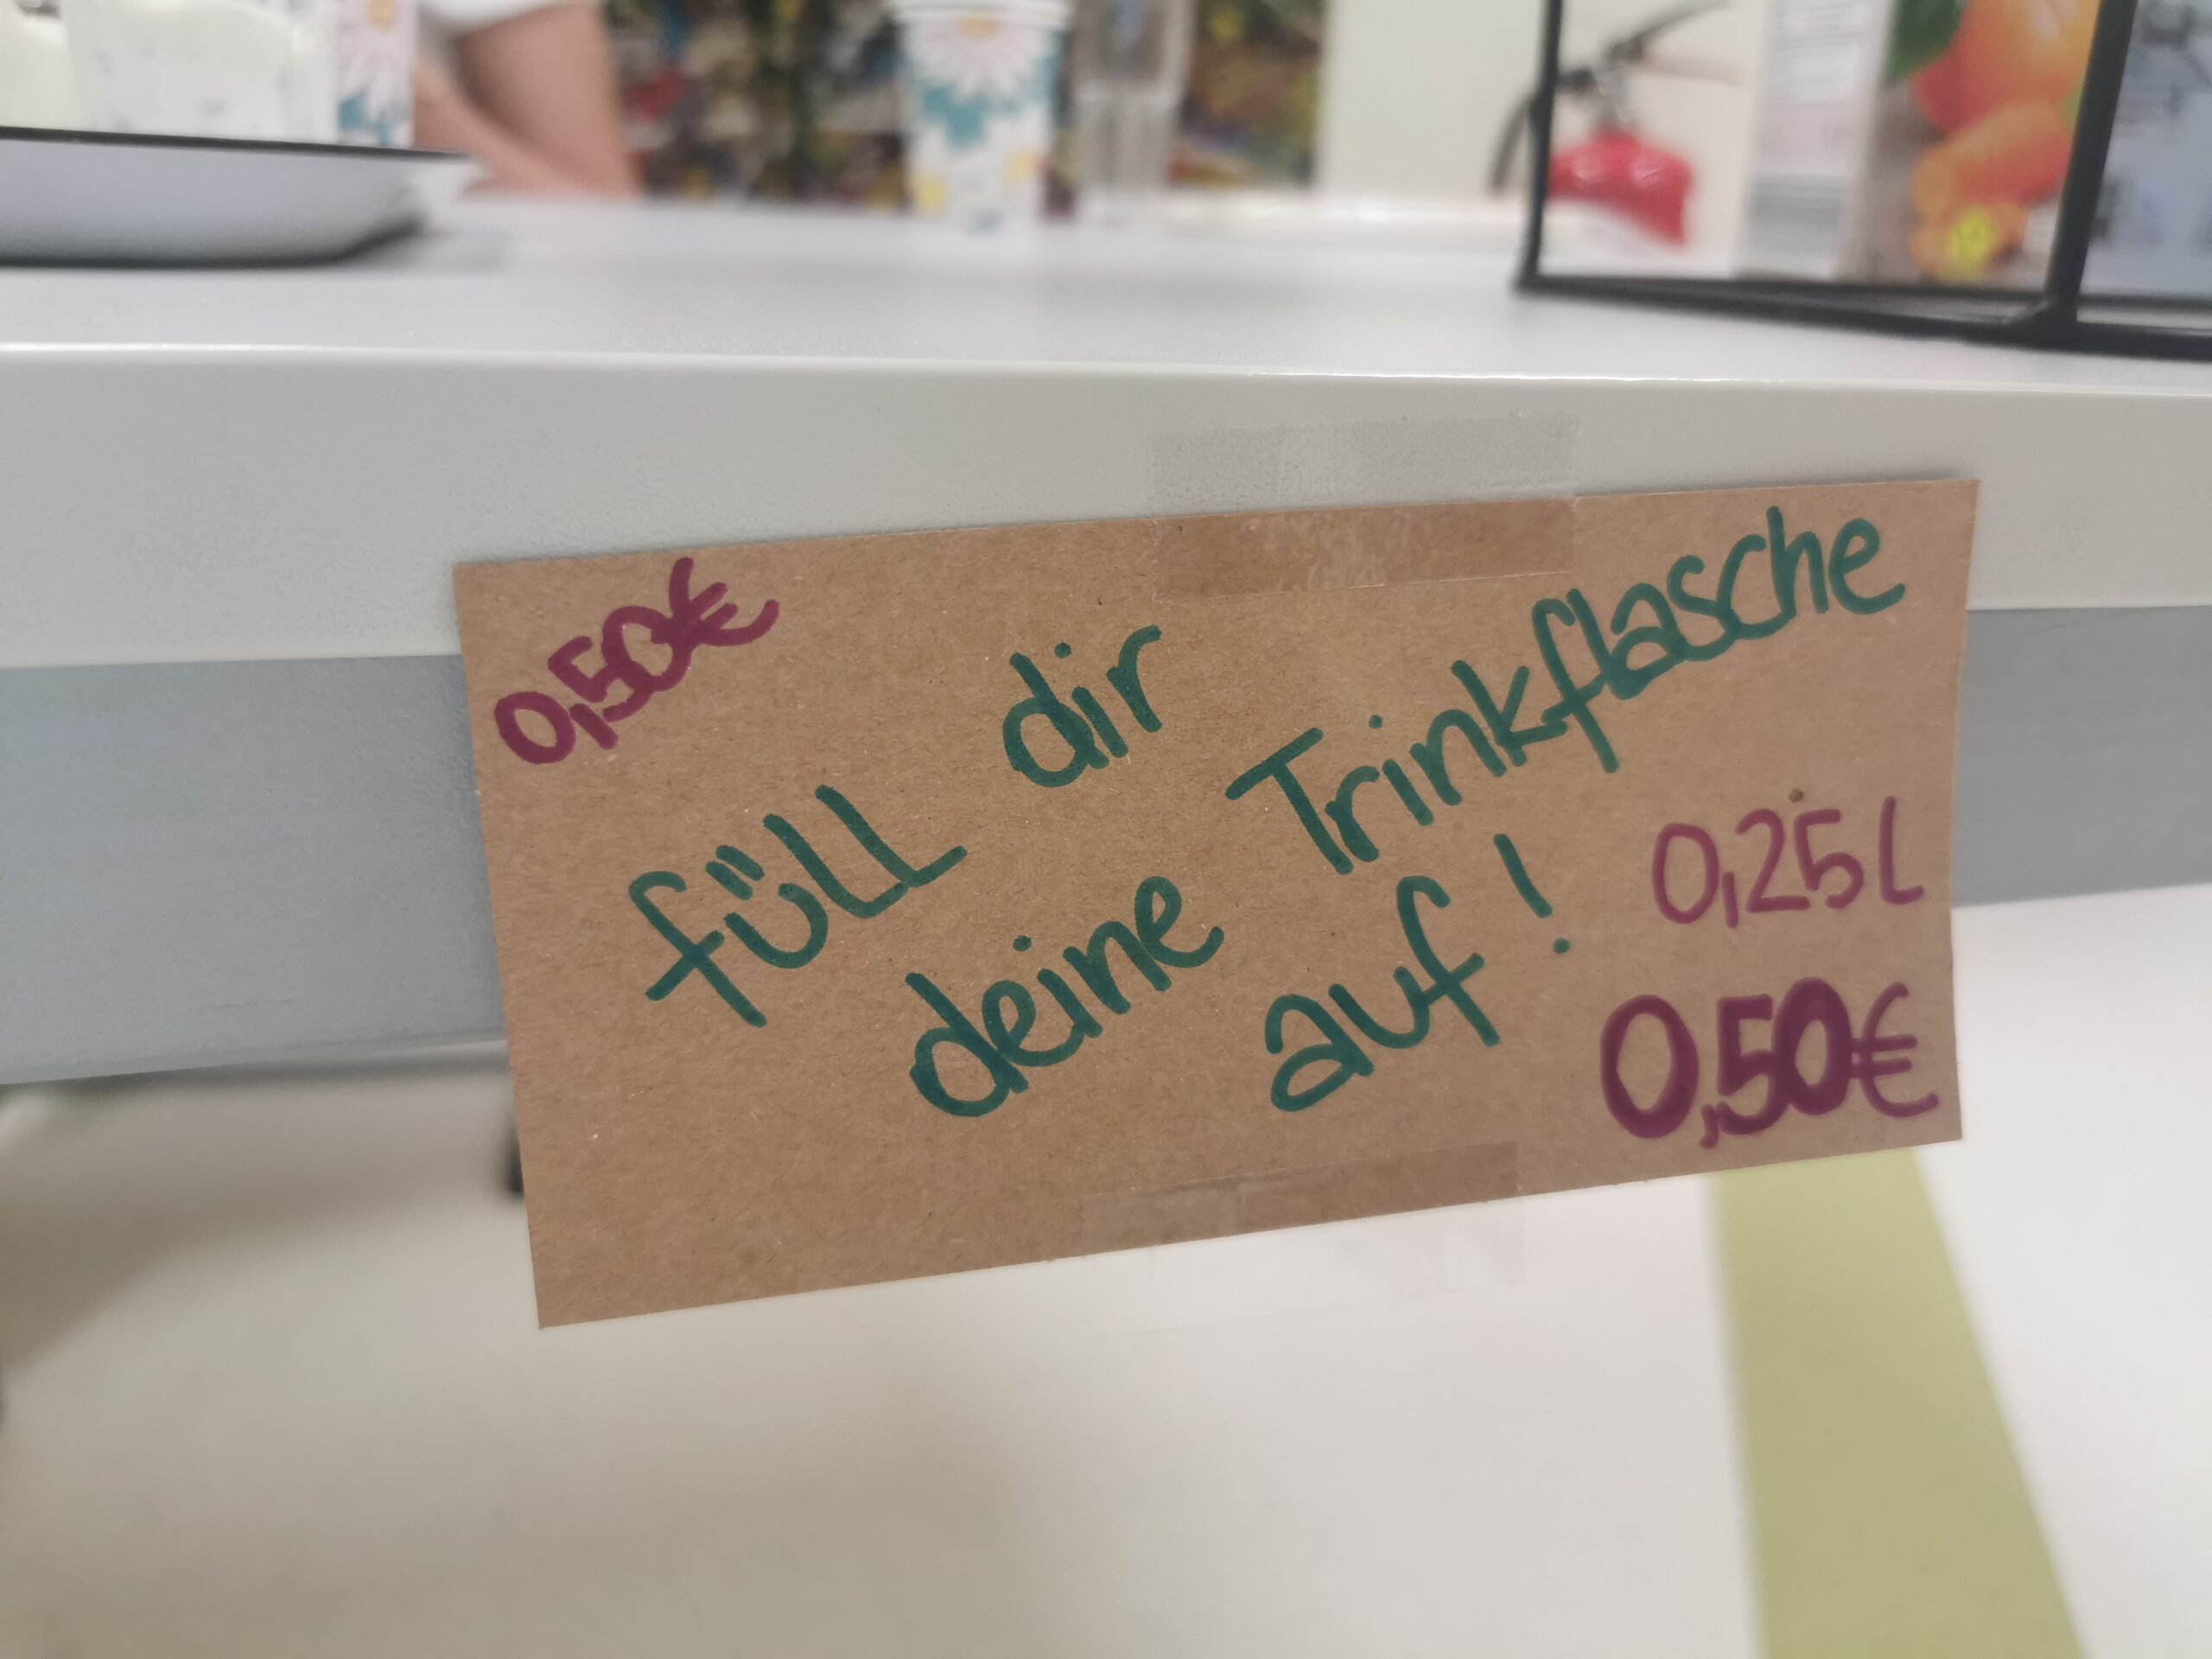 0,50€
füll dir
deine Trinkflasche
auf!
0,25l
0,50€